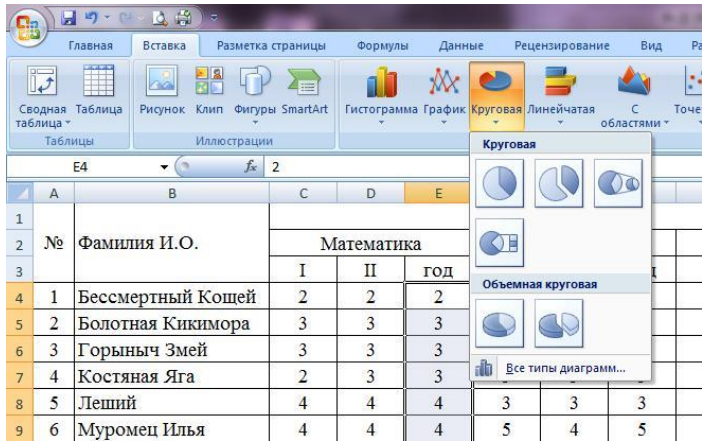 Главная Вставка Разметка страницы Формулы Данные Рецензирование Вид
Сводная таблица Таблица Рисунок Клип Фигуры SmartArt Гистограмма График Круговая Линейчатая С областями
Таблицы Иллюстрации
Круговая
Объемная круговая
Все типы диаграмм...
E4 fx 2
A B C D E
1
2 № Фамилия И.О. Математика
3 I II год
4 1 Бессмертный Кощей 2 2 2
5 2 Болотная Кикимора 3 3 3
6 3 Горыныч Змей 3 3 3
7 4 Костяная Яга 2 3 3
8 5 Леший 4 4 4 3 3 3
9 6 Муромец Илья 4 4 4 5 4 5